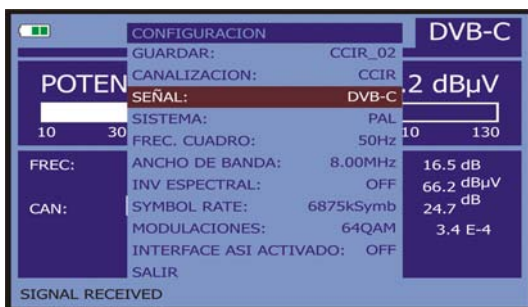 CONFIGURACION
DVB-C
GUARDAR: CCIR_02
CANALIZACION: CCIR
POTEN .2 dBµV
SEÑAL: DVB-C
SISTEMA: PAL
10 30 10 130
FREC. CUADRO: 50Hz
FREC: ANCHO DE BANDA: 8.00MHz 16.5 dB
INV ESPECTRAL: OFF 66.2 dBµV
CAN: SYMBOL RATE: 6875kSymb 24.7 dB
MODULACIONES: 64QAM 3.4 E-4
INTERFACE ASI ACTIVADO: OFF
SALIR
SIGNAL RECEIVED